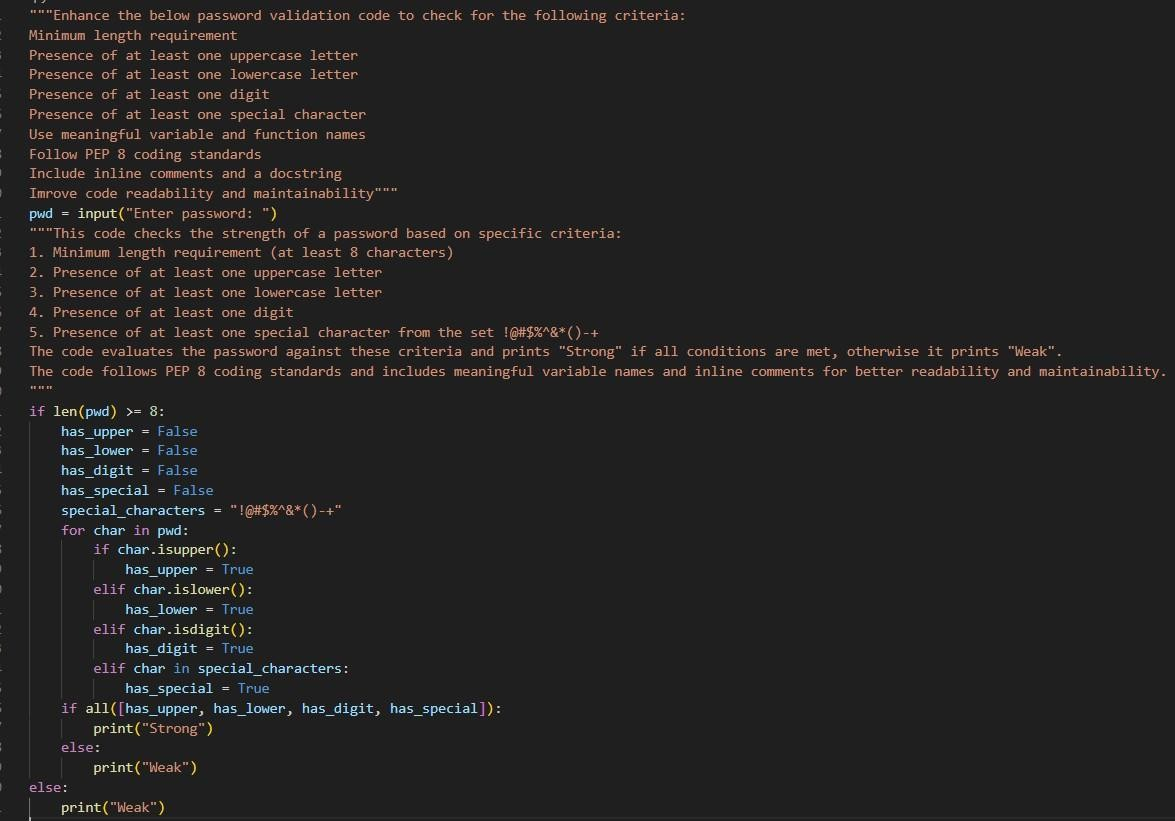 """Enhance the below password validation code to check for the following criteria:
Minimum length requirement
Presence of at least one uppercase letter
Presence of at least one lowercase letter
Presence of at least one digit
Presence of at least one special character
Use meaningful variable and function names
Follow PEP 8 coding standards
Include inline comments and a docstring
Imrove code readability and maintainability"""
pwd = input("Enter password: ")
"""This code checks the strength of a password based on specific criteria:
1. Minimum length requirement (at least 8 characters)
2. Presence of at least one uppercase letter
3. Presence of at least one lowercase letter
4. Presence of at least one digit
5. Presence of at least one special character from the set !@#$%^&*()-+
The code evaluates the password against these criteria and prints "Strong" if all conditions are met, otherwise it prints "Weak".
The code follows PEP 8 coding standards and includes meaningful variable names and inline comments for better readability and maintainability.
"""
if len(pwd) >= 8:
    has_upper = False
    has_lower = False
    has_digit = False
    has_special = False
    special_characters = "!@#$%^&*()-+"
    for char in pwd:
        if char.isupper():
            has_upper = True
        elif char.islower():
            has_lower = True
        elif char.isdigit():
            has_digit = True
        elif char in special_characters:
            has_special = True
    if all([has_upper, has_lower, has_digit, has_special]):
        print("Strong")
    else:
        print("Weak")
else:
    print("Weak")